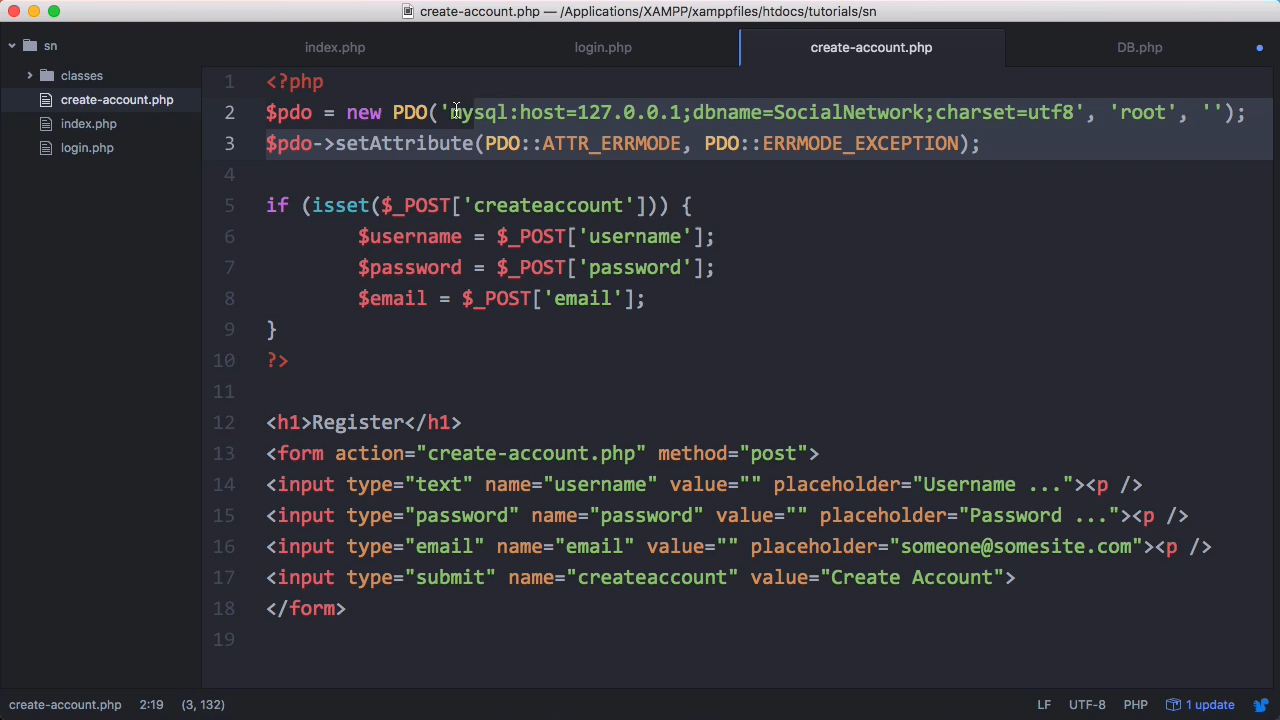 create-account.php — /Applications/XAMPP/xamppfiles/htdocs/tutorials/sn
sn
classes
create-account.php
index.php
login.php
index.php
login.php
create-account.php
DB.php
1 <?php
2 $pdo = new PDO('mysql:host=127.0.0.1;dbname=SocialNetwork;charset=utf8', 'root', '');
3 $pdo->setAttribute(PDO::ATTR_ERRMODE, PDO::ERRMODE_EXCEPTION);
4
5 if (isset($_POST['createaccount'])) {
6         $username = $_POST['username'];
7         $password = $_POST['password'];
8         $email = $_POST['email'];
9 }
10 ?>
11
12 <h1>Register</h1>
13 <form action="create-account.php" method="post">
14 <input type="text" name="username" value="" placeholder="Username ..."><p />
15 <input type="password" name="password" value="" placeholder="Password ..."><p />
16 <input type="email" name="email" value="" placeholder="someone@somesite.com"><p />
17 <input type="submit" name="createaccount" value="Create Account">
18 </form>
19
create-account.php 2:19 (3, 132)
LF UTF-8 PHP 1 update